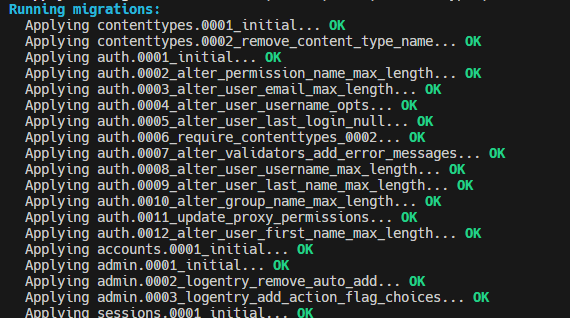 Running migrations:
Applying contenttypes.0001_initial... OK
Applying contenttypes.0002_remove_content_type_name... OK
Applying auth.0001_initial... OK
Applying auth.0002_alter_permission_name_max_length... OK
Applying auth.0003_alter_user_email_max_length... OK
Applying auth.0004_alter_user_username_opts... OK
Applying auth.0005_alter_user_last_login_null... OK
Applying auth.0006_require_contenttypes_0002... OK
Applying auth.0007_alter_validators_add_error_messages... OK
Applying auth.0008_alter_user_username_max_length... OK
Applying auth.0009_alter_user_last_name_max_length... OK
Applying auth.0010_alter_group_name_max_length... OK
Applying auth.0011_update_proxy_permissions... OK
Applying auth.0012_alter_user_first_name_max_length... OK
Applying accounts.0001_initial... OK
Applying admin.0001_initial... OK
Applying admin.0002_logentry_remove_auto_add... OK
Applying admin.0003_logentry_add_action_flag_choices... OK
Applying sessions.0001_initial... OK